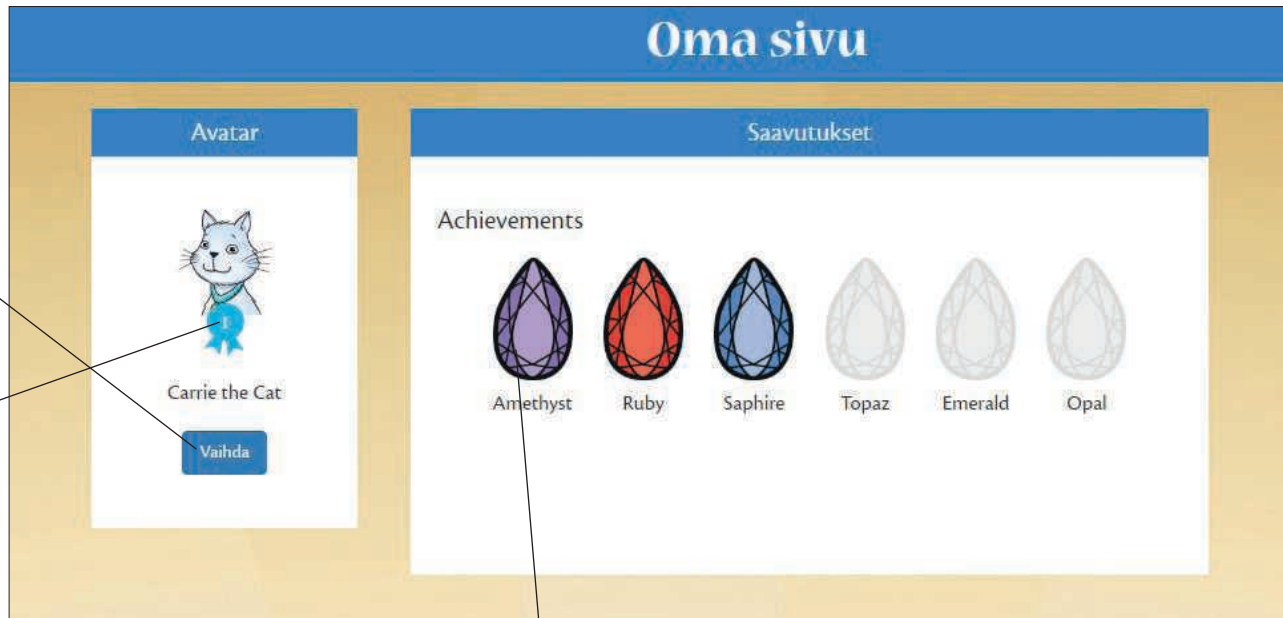 Oma sivu
Avatar
Carrie the Cat
Vaihda
Saavutukset
Achievements
Amethyst Ruby Saphire Topaz Emerald Opal